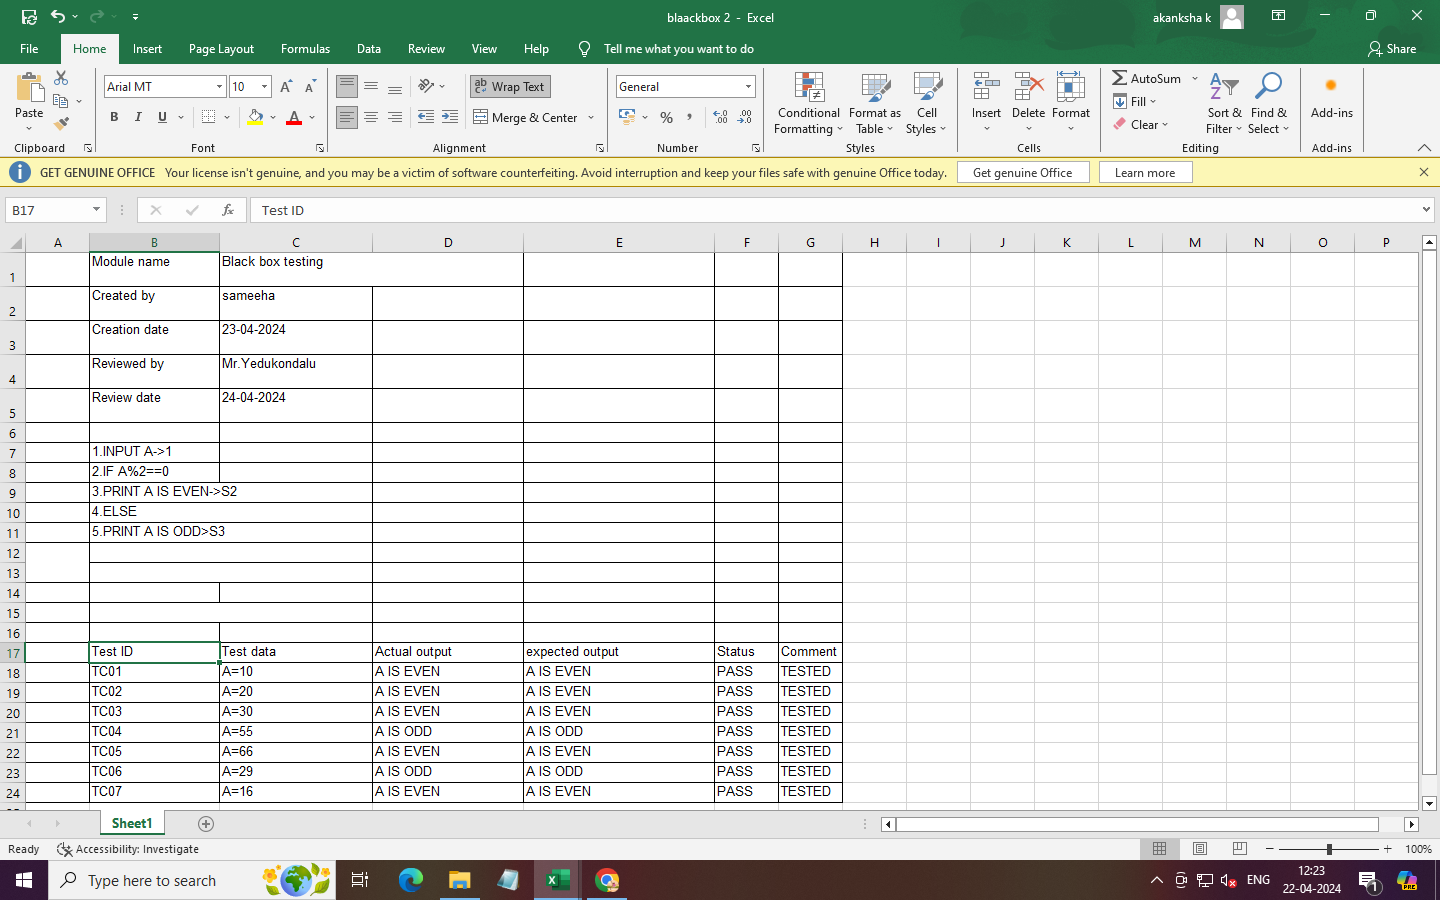 blaackbox 2 - Excel
akanksha k
File Home Insert Page Layout Formulas Data Review View Help Tell me what you want to do Share
Paste
Clipboard
Arial MT 10
B I U A
Font
ab Wrap Text
Merge & Center
Alignment
General
% ,
Number
Conditional Formatting
Format as Table
Cell Styles
Styles
Insert Delete Format
Cells
AutoSum
Fill
Clear
Sort & Filter
Find & Select
Editing
Add-ins
Add-ins
GET GENUINE OFFICE Your license isn't genuine, and you may be a victim of software counterfeiting. Avoid interruption and keep your files safe with genuine Office today. Get genuine Office Learn more
B17 fx Test ID
A B C D E F G H I J K L M N O P
1 Module name Black box testing
2 Created by sameeha
3 Creation date 23-04-2024
4 Reviewed by Mr.Yedukondalu
5 Review date 24-04-2024
6
7 1.INPUT A->1
8 2.IF A%2==0
9 3.PRINT A IS EVEN->S2
10 4.ELSE
11 5.PRINT A IS ODD>S3
12
13
14
15
16
17 Test ID Test data Actual output expected output Status Comment
18 TC01 A=10 A IS EVEN A IS EVEN PASS TESTED
19 TC02 A=20 A IS EVEN A IS EVEN PASS TESTED
20 TC03 A=30 A IS EVEN A IS EVEN PASS TESTED
21 TC04 A=55 A IS ODD A IS ODD PASS TESTED
22 TC05 A=66 A IS EVEN A IS EVEN PASS TESTED
23 TC06 A=29 A IS ODD A IS ODD PASS TESTED
24 TC07 A=16 A IS EVEN A IS EVEN PASS TESTED
Sheet1
Ready Accessibility: Investigate 100%
Type here to search
ENG
12:23
22-04-2024
1
PRE